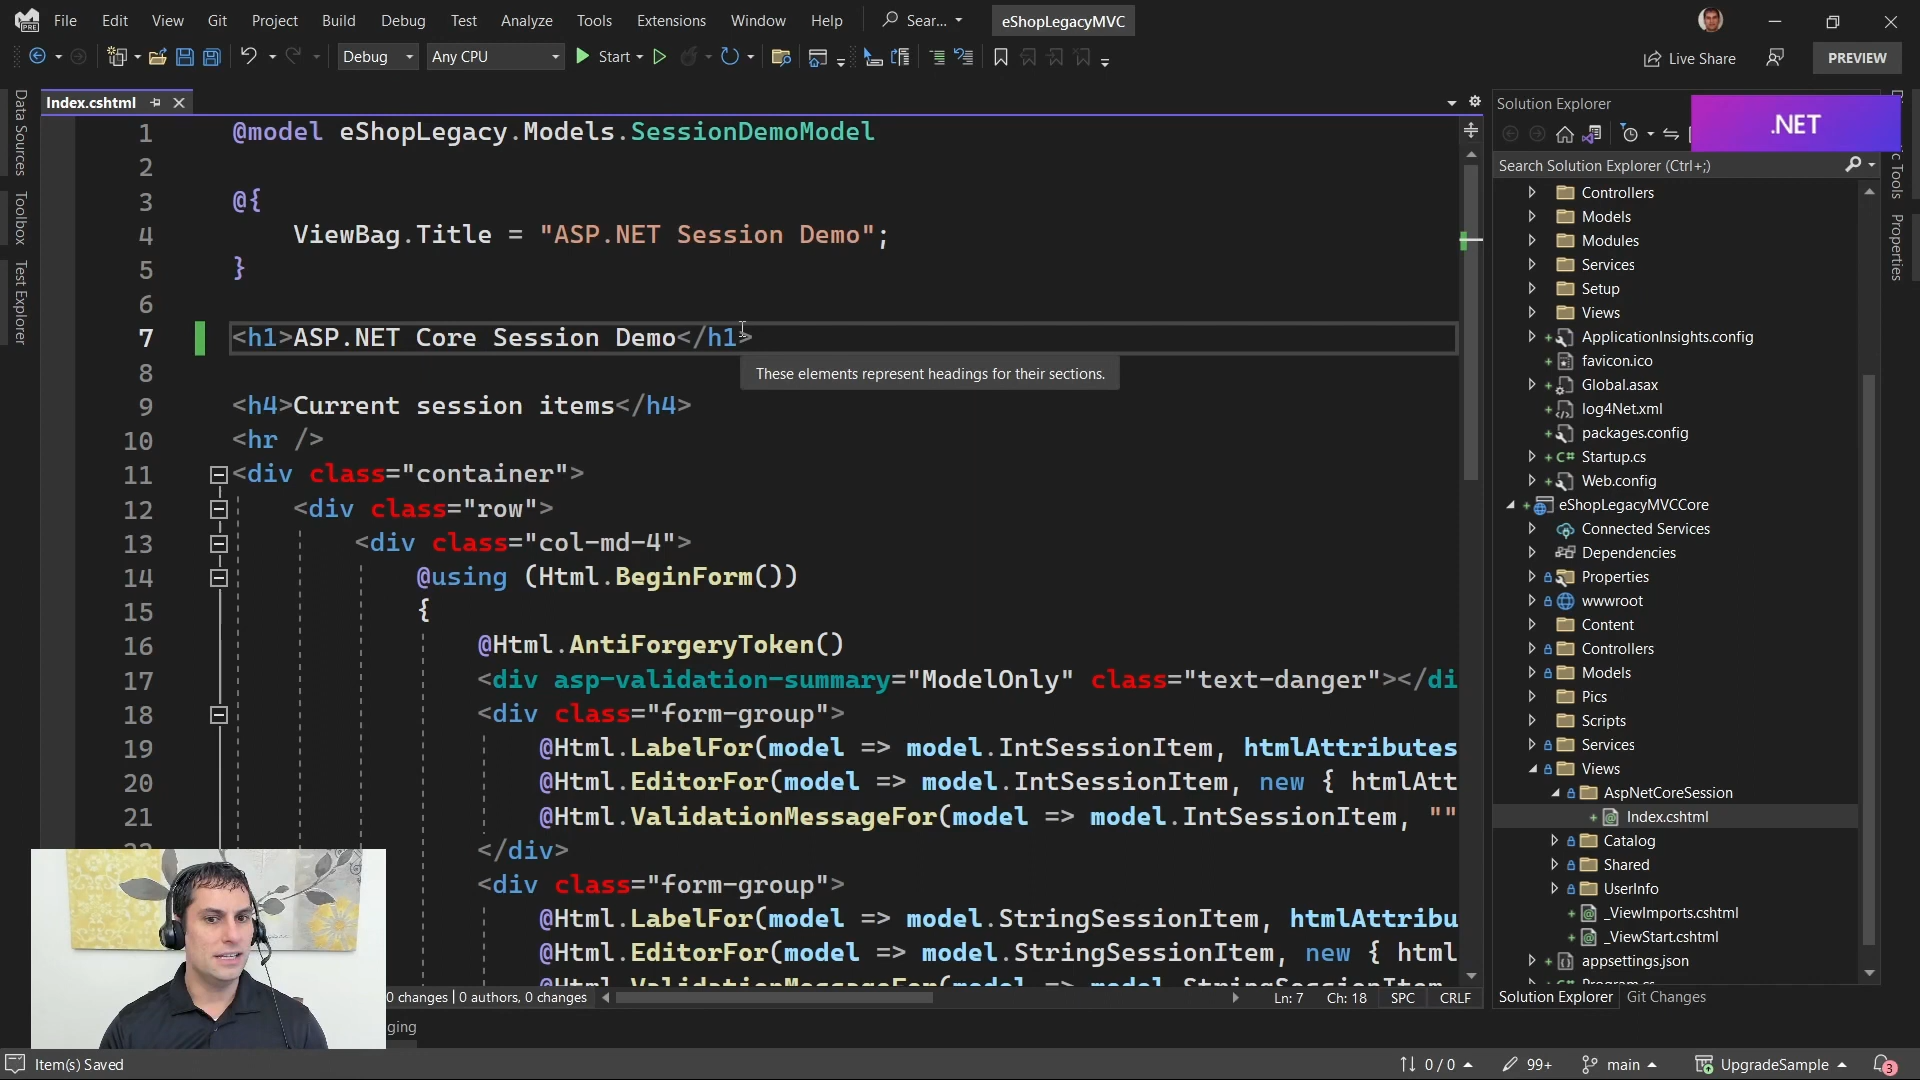 File Edit View Git Project Build Debug Test Analyze Tools Extensions Window Help Sear... eShopLegacyMVC
Debug Any CPU Start Live Share PREVIEW
Data Sources
Toolbox
Test Explorer
Index.cshtml
1 @model eShopLegacy.Models.SessionDemoModel
2
3 @{
4 ViewBag.Title = "ASP.NET Session Demo";
5 }
6
7 <h1>ASP.NET Core Session Demo</h1>
These elements represent headings for their sections.
8
9 <h4>Current session items</h4>
10 <hr />
11 <div class="container">
12 <div class="row">
13 <div class="col-md-4">
14 @using (Html.BeginForm())
15 {
16 @Html.AntiForgeryToken()
17 <div asp-validation-summary="ModelOnly" class="text-danger"></di
18 <div class="form-group">
19 @Html.LabelFor(model => model.IntSessionItem, htmlAttributes
20 @Html.EditorFor(model => model.IntSessionItem, new { htmlAtt
21 @Html.ValidationMessageFor(model => model.IntSessionItem, ""
</div>
<div class="form-group">
@Html.LabelFor(model => model.StringSessionItem, htmlAttribu
@Html.EditorFor(model => model.StringSessionItem, new { html
0 changes | 0 authors, 0 changes Ln: 7 Ch: 18 SPC CRLF
ging
Solution Explorer
.NET
Search Solution Explorer (Ctrl+;)
Controllers
Models
Modules
Services
Setup
Views
ApplicationInsights.config
favicon.ico
Global.asax
log4Net.xml
packages.config
Startup.cs
Web.config
eShopLegacyMVCCore
Connected Services
Dependencies
Properties
wwwroot
Content
Controllers
Models
Pics
Scripts
Services
Views
AspNetCoreSession
Index.cshtml
Catalog
Shared
UserInfo
_ViewImports.cshtml
_ViewStart.cshtml
appsettings.json
Solution Explorer Git Changes
c Tools
Properties
Item(s) Saved 0 / 0 99+ main UpgradeSample 3